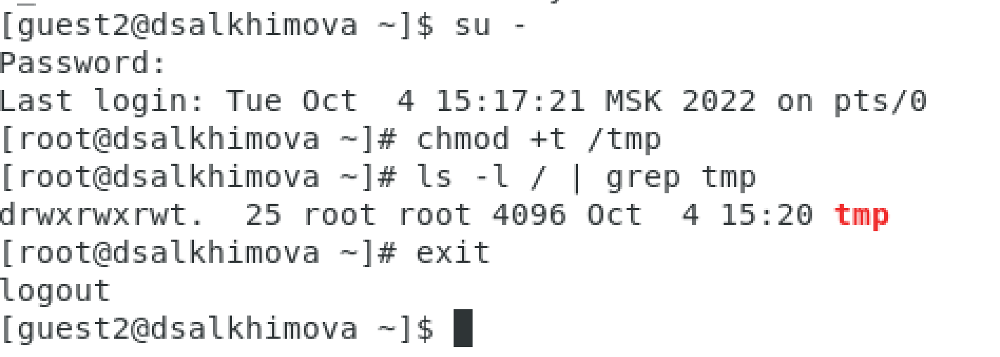 [guest2@dsalkhimova ~]$ su -
Password:
Last login: Tue Oct  4 15:17:21 MSK 2022 on pts/0
[root@dsalkhimova ~]# chmod +t /tmp
[root@dsalkhimova ~]# ls -l / | grep tmp
drwxrwxrwt.  25 root root 4096 Oct  4 15:20 tmp
[root@dsalkhimova ~]# exit
logout
[guest2@dsalkhimova ~]$